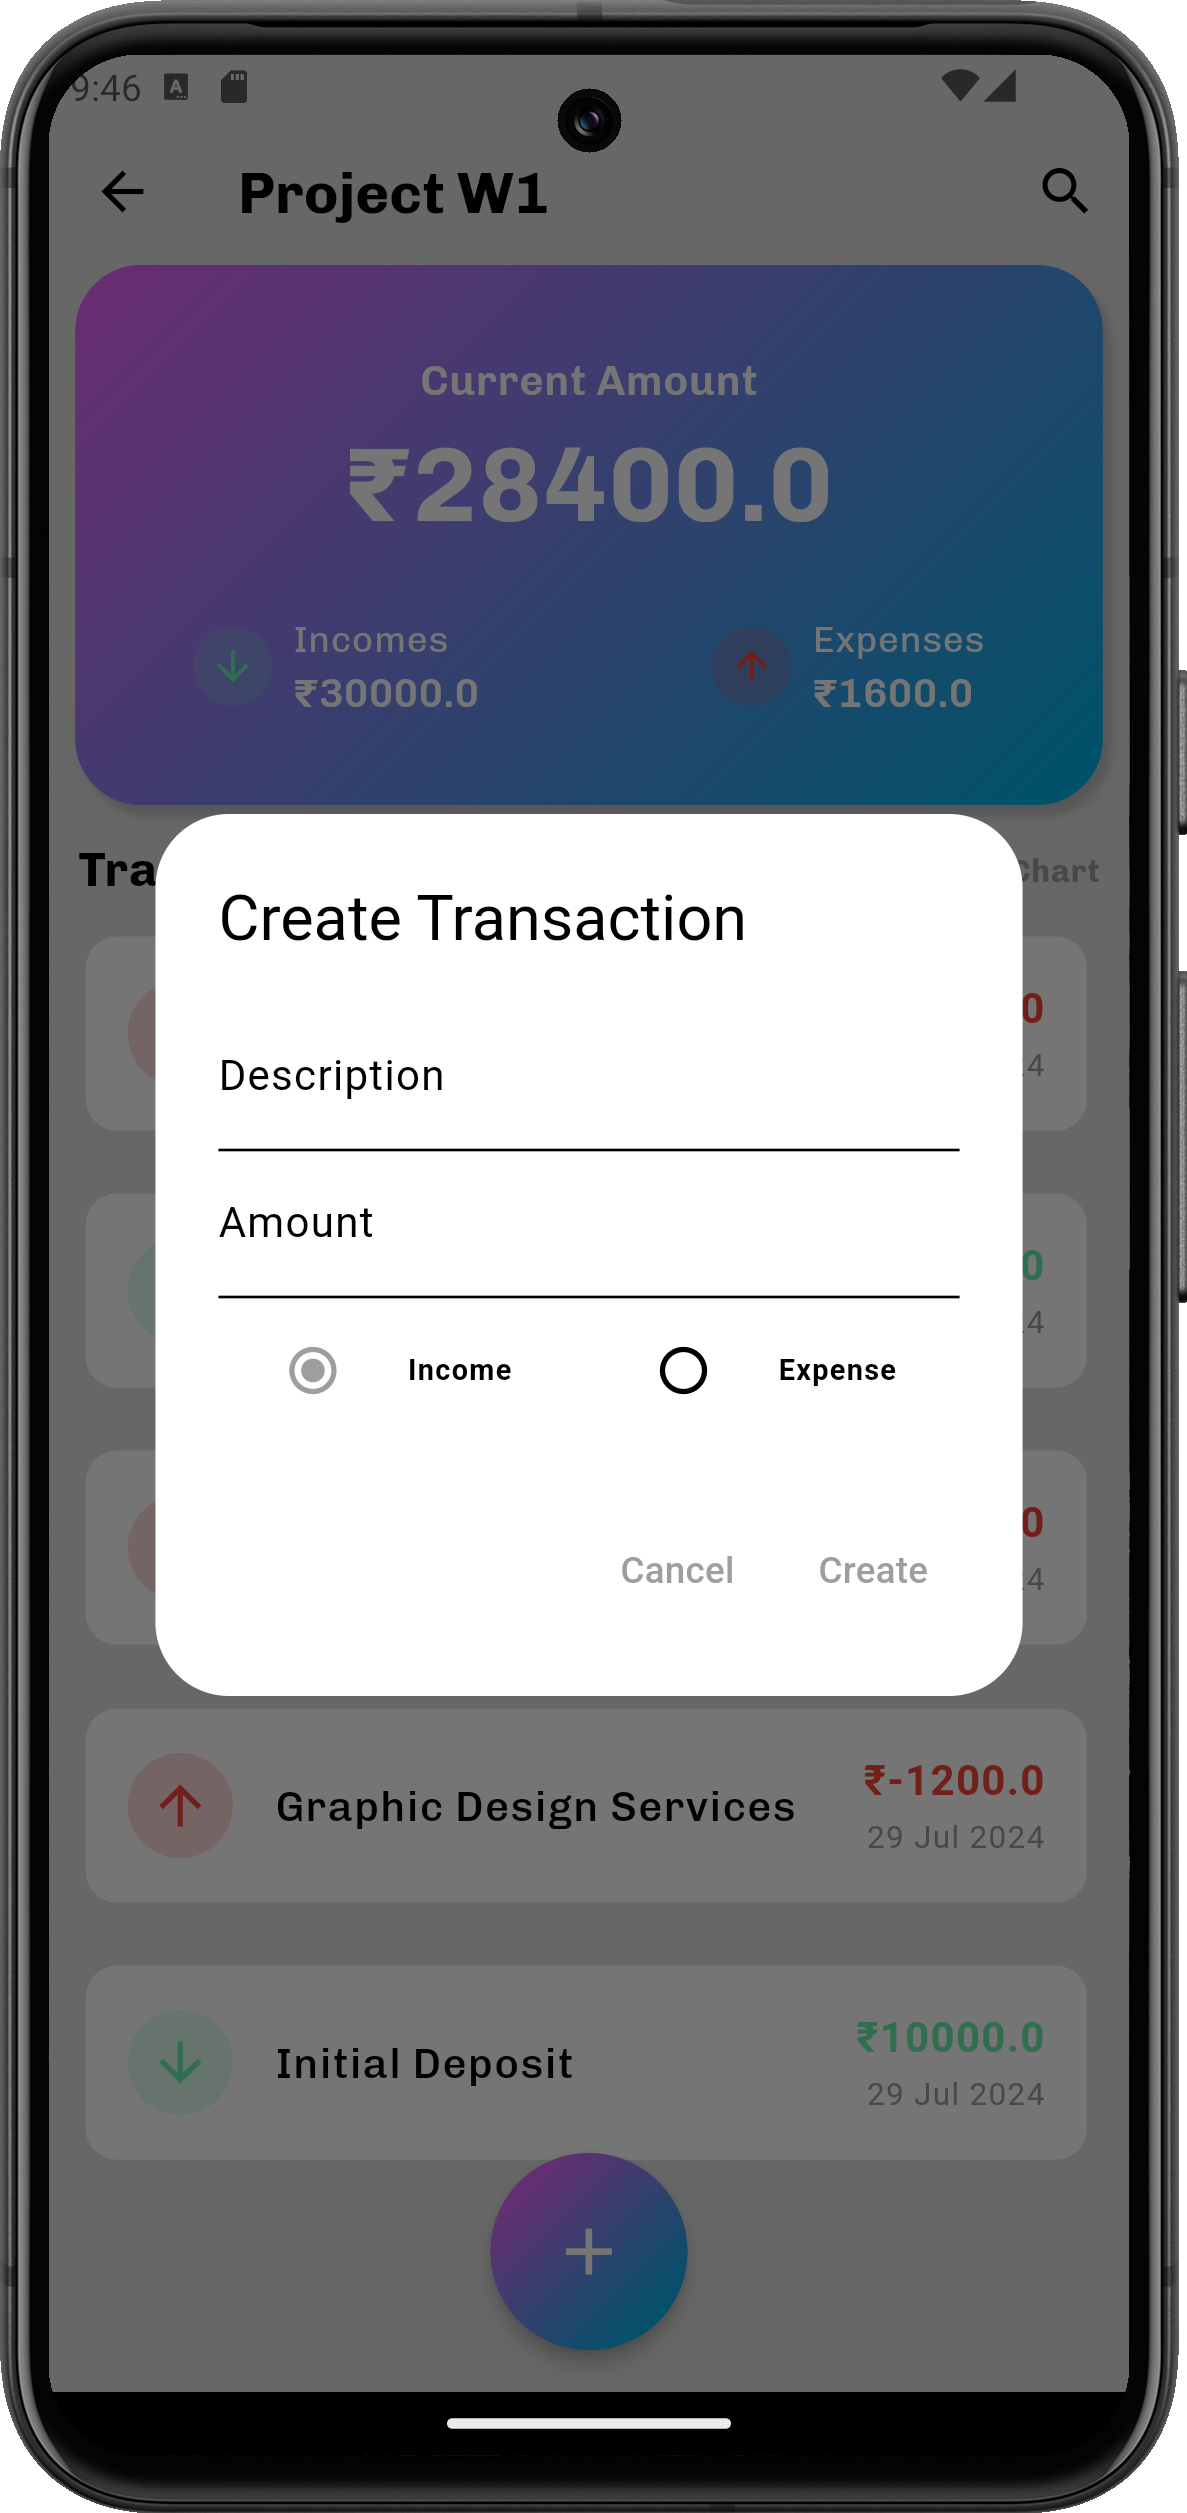 9:46
Project W1
Current Amount
₹28400.0
Incomes
₹30000.0
Expenses
₹1600.0
Tra
Chart
Create Transaction
Description
Amount
Income
Expense
Cancel Create
0
4
0
4
0
4
Graphic Design Services
₹-1200.0
29 Jul 2024
Initial Deposit
₹10000.0
29 Jul 2024